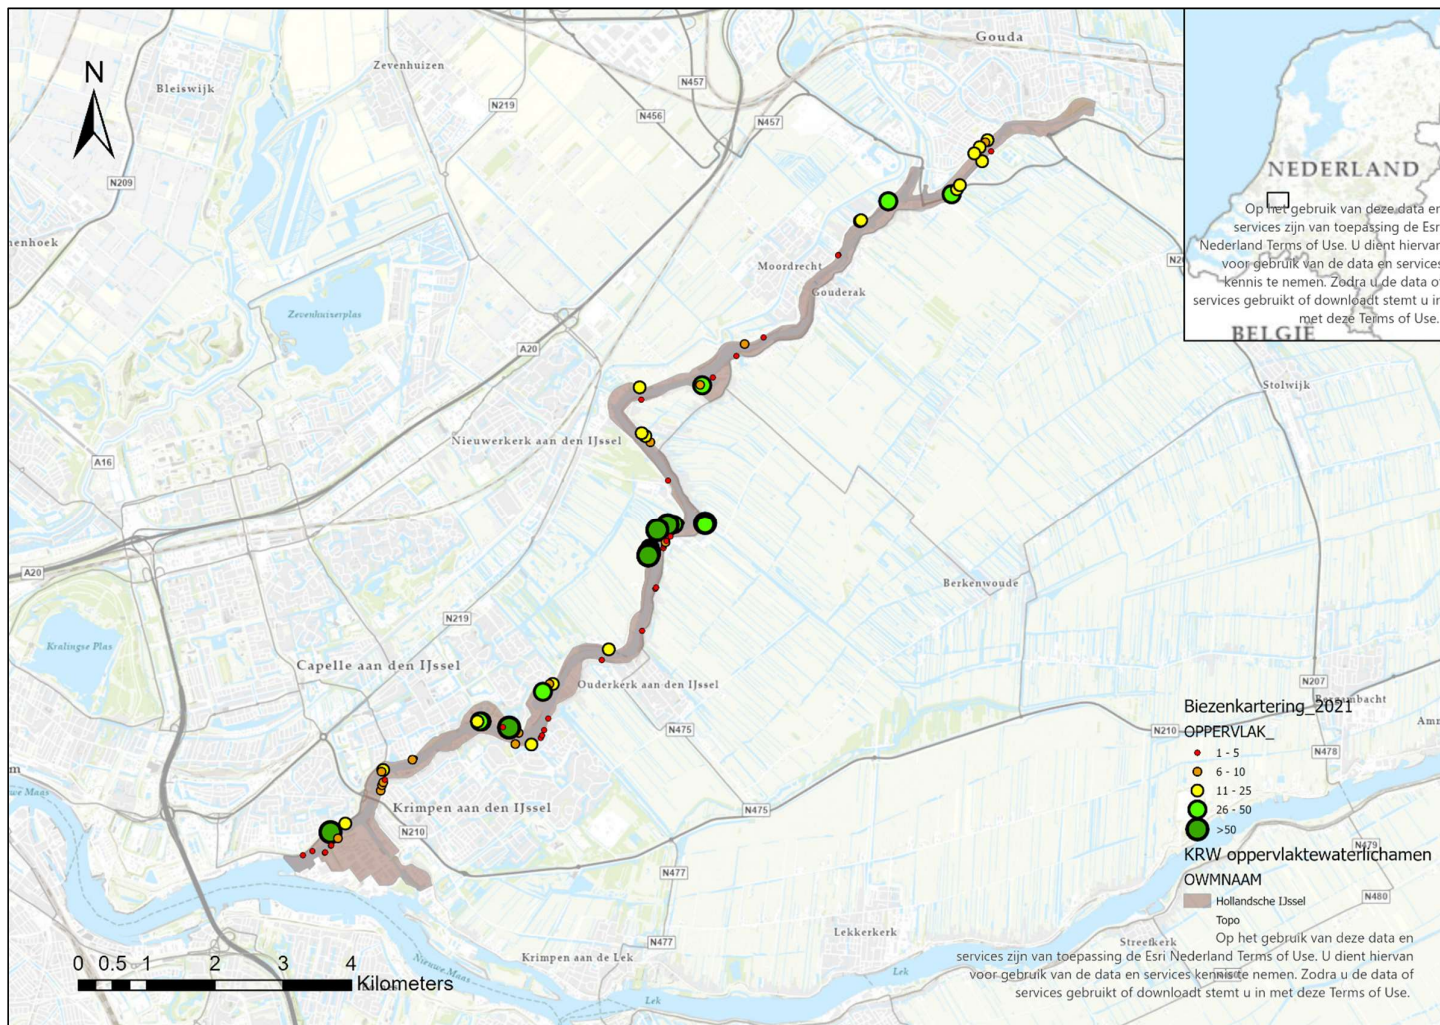 Gouda
Zevenhuizen
Bleiswijk
N
N457
N219
N456
N457
N209
NEDERLAND
Op het gebruik van deze data en
services zijn van toepassing de Esri
Nederland Terms of Use. U dient hiervan
voor gebruik van de data en services
kennis te nemen. Zodra u de data of
services gebruikt of downloadt stemt u in
met deze Terms of Use.
BELGIË
enhoek
Moordrecht
Gouderak
Zevenhuizerplas
A20
Stolwijk
Nieuwerkerk aan den IJssel
A16
A20
Berkenwoude
N219
Kralingse Plas
Capelle aan den IJssel
Ouderkerk aan den IJssel
N207
Bergambacht
N475
N210
N478
Biezenkartering_2021
OPPERVLAK_
1 - 5
6 - 10
11 - 25
26 - 50
>50
Krimpen aan den IJssel
N475
N210
N479
KRW oppervlaktewaterlichamen
OWMNAAM
Hollandsche IJssel
Topo
N477
N480
Lekkerkerk
Streefkerk
N477
Krimpen aan de Lek
Nieuwe Maas
Lek
Lek
Op het gebruik van deze data en
services zijn van toepassing de Esri Nederland Terms of Use. U dient hiervan
voor gebruik van de data en services kennis te nemen. Zodra u de data of
services gebruikt of downloadt stemt u in met deze Terms of Use.
0 0.5 1 2 3 4
Kilometers